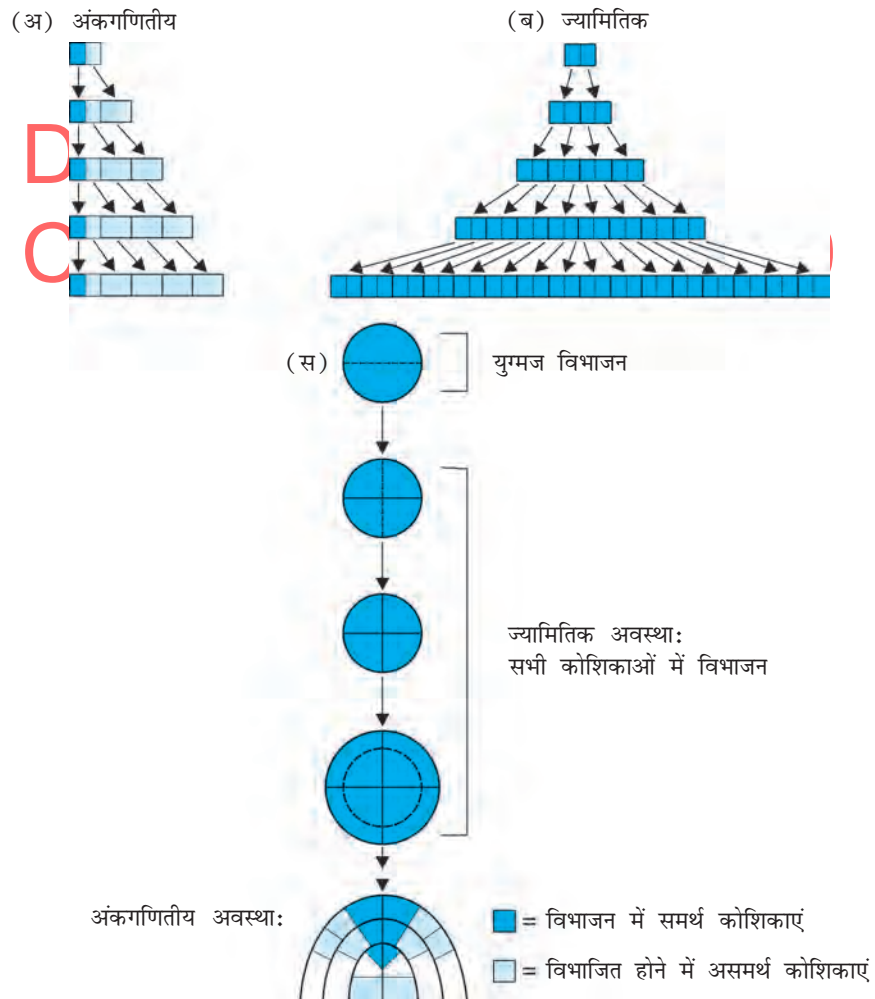 (अ) अंकगणितीय
(ब) ज्यामितिक
D
C
(स)
युग्मज विभाजन
ज्यामितिक अवस्था:
सभी कोशिकाओं में विभाजन
अंकगणितीय अवस्था:
= विभाजन में समर्थ कोशिकाएं
= विभाजित होने में असमर्थ कोशिकाएं